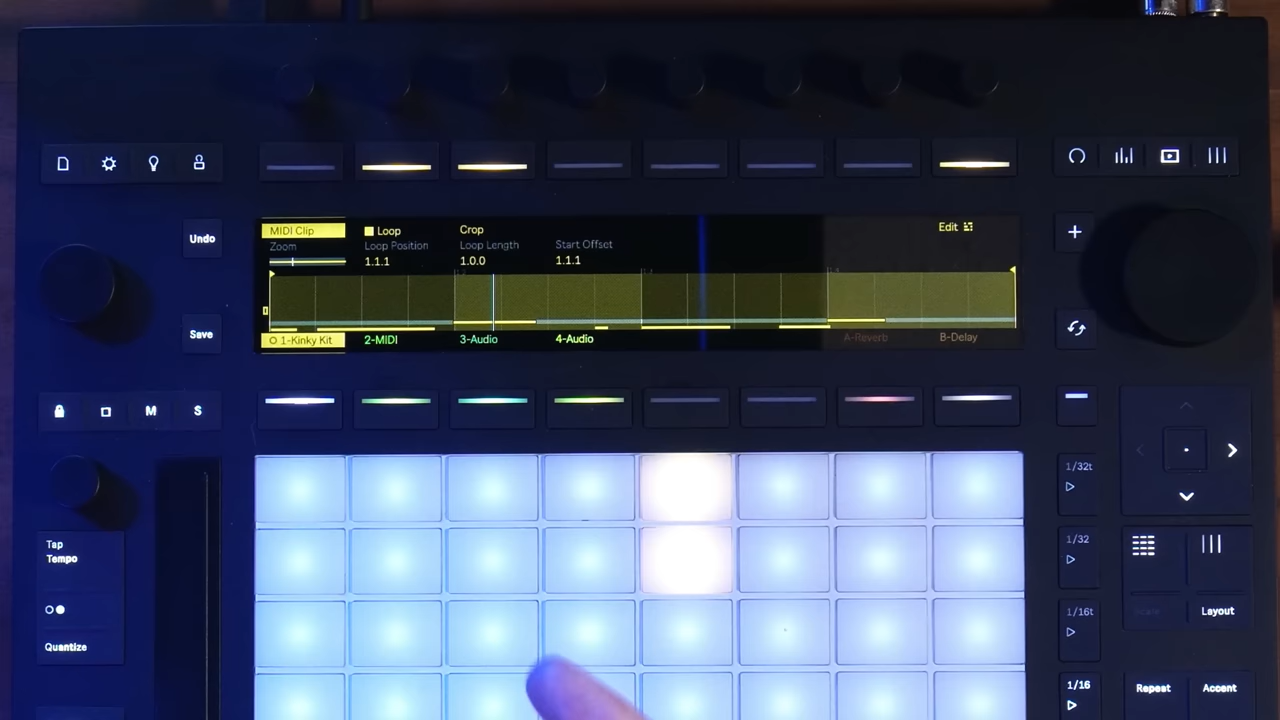 Undo
Save
MIDI Clip
Loop
Crop
Edit
Zoom
Loop Position
Loop Length
Start Offset
1.1.1
1.0.0
1.1.1
1-Kinky Kit
2-MIDI
3-Audio
4-Audio
A-Reverb
B-Delay
M
S
Tap
Tempo
Quantize
1/32t
1/32
1/16t
1/16
Scale
Layout
Repeat
Accent